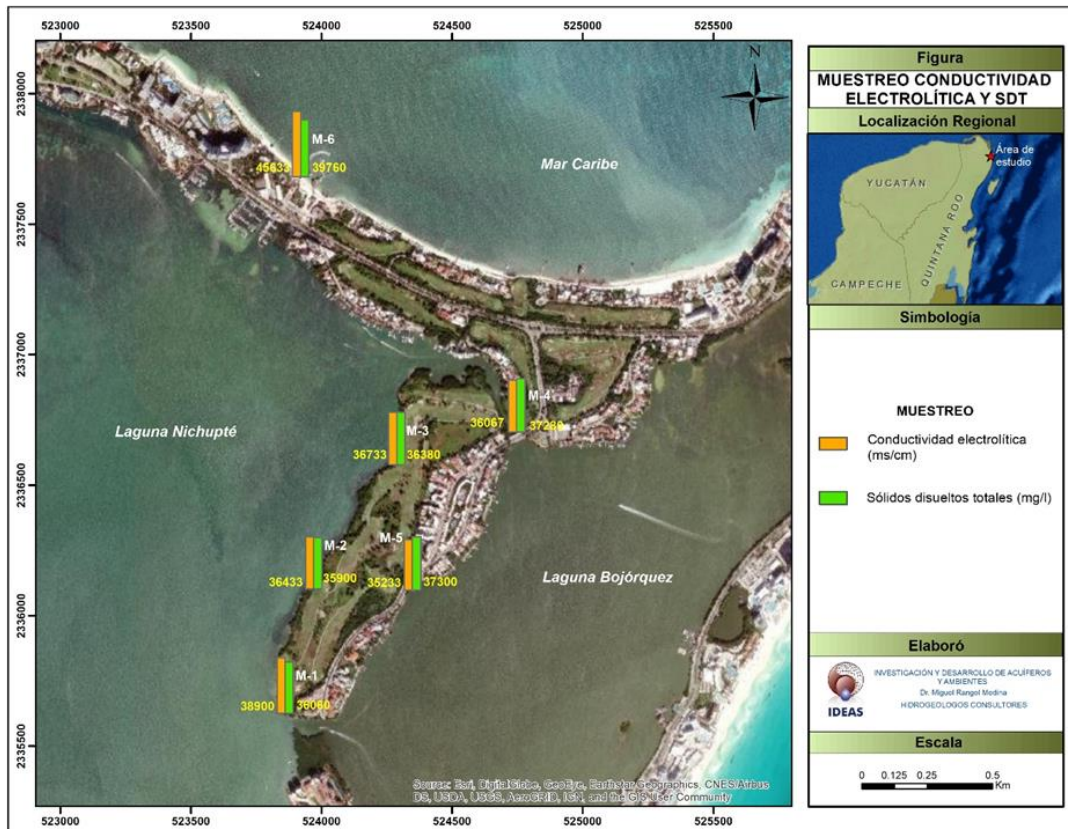 523000 523500 524000 524500 525000 525500
2338000
2337500
2337000
2336500
2336000
2335500
N
Mar Caribe
M-6
45633 39760
Laguna Nichupté
M-4
36067 37280
M-3
36733 36380
M-2
36433 35900
M-5
35233 37300
Laguna Bojórquez
M-1
38900 36060
Source: Esri, DigitalGlobe, GeoEye, Earthstar Geographics, CNES/Airbus
DS, USDA, USGS, AeroGRID, IGN, and the GIS User Community
523000 523500 524000 524500 525000 525500
Figura
MUESTREO CONDUCTIVIDAD
ELECTROLÍTICA Y SDT
Localización Regional
Área de
estudio
YUCATÁN
QUINTANA ROO
CAMPECHE
Simbología
MUESTREO
Conductividad electrolítica
(ms/cm)
Sólidos disueltos totales (mg/l)
Elaboró
IDEAS
INVESTIGACIÓN Y DESARROLLO DE ACUÍFEROS
Y AMBIENTES
Dr. Miguel Rangel Medina
HIDROGEOLOGOS CONSULTORES
Escala
0 0.125 0.25 0.5
Km